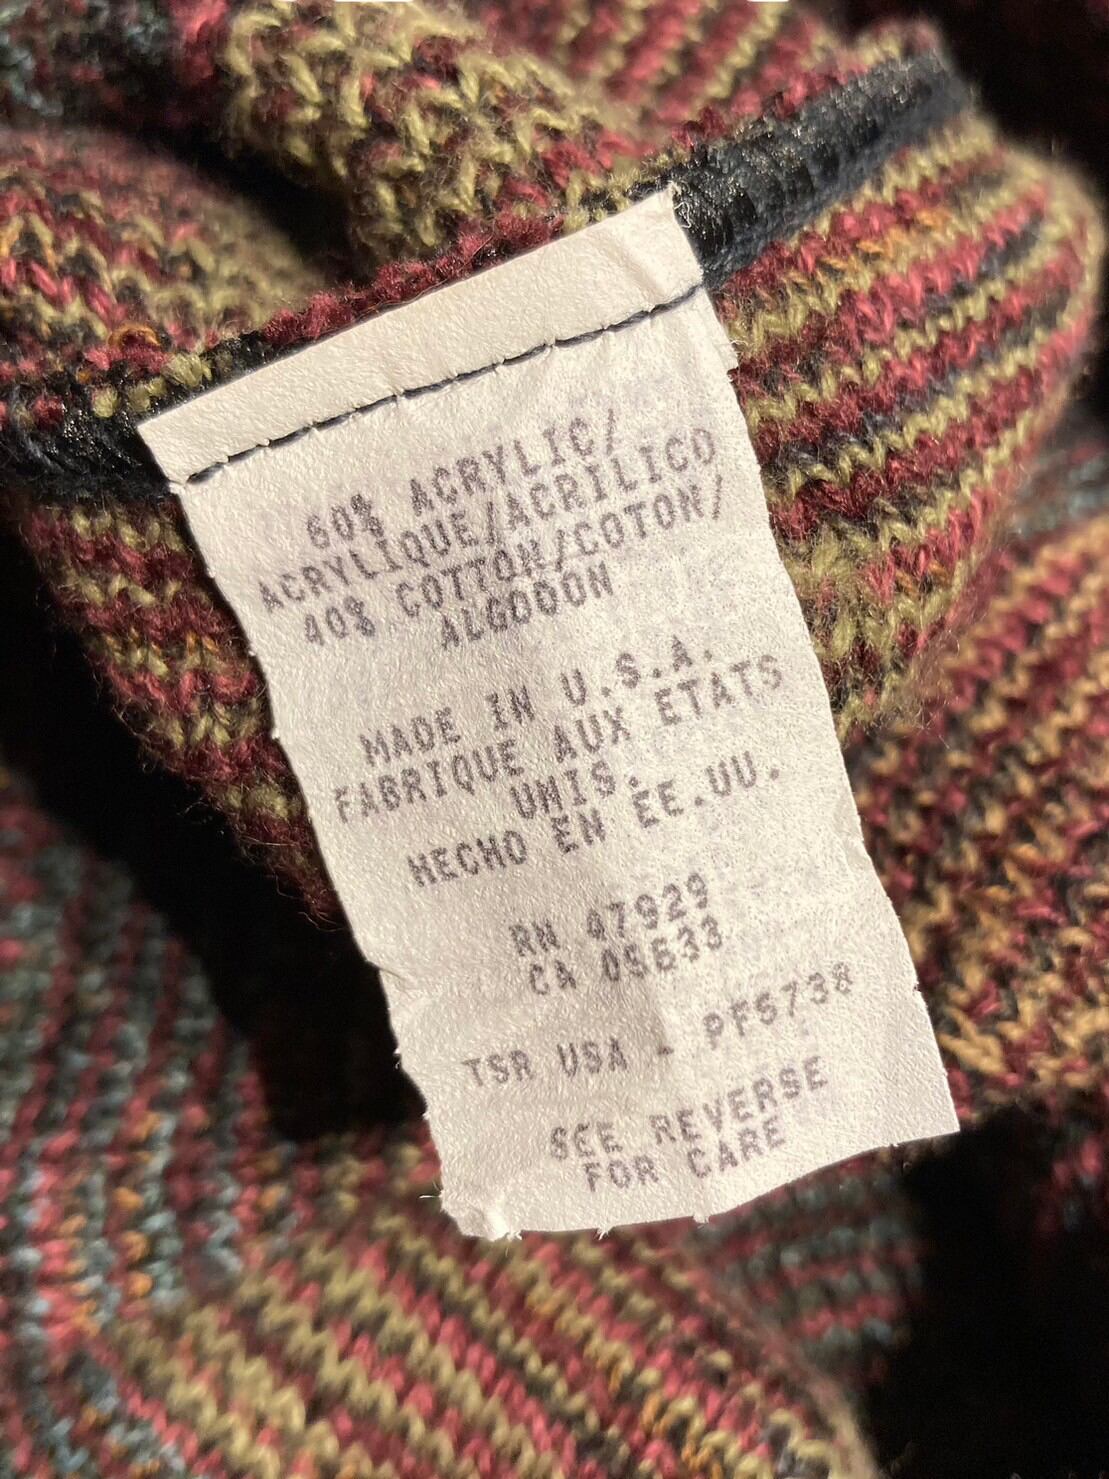 60% ACRYLIC/
ACRYLIQUE/ACRILICO
40% COTTON/COTON/
ALGODON
MADE IN U.S.A.
FABRIQUE AUX ETATS
UNIS.
HECHO EN EE.UU.
RN 47929
CA 05633
TSR USA - PF5738
SEE REVERSE
FOR CARE